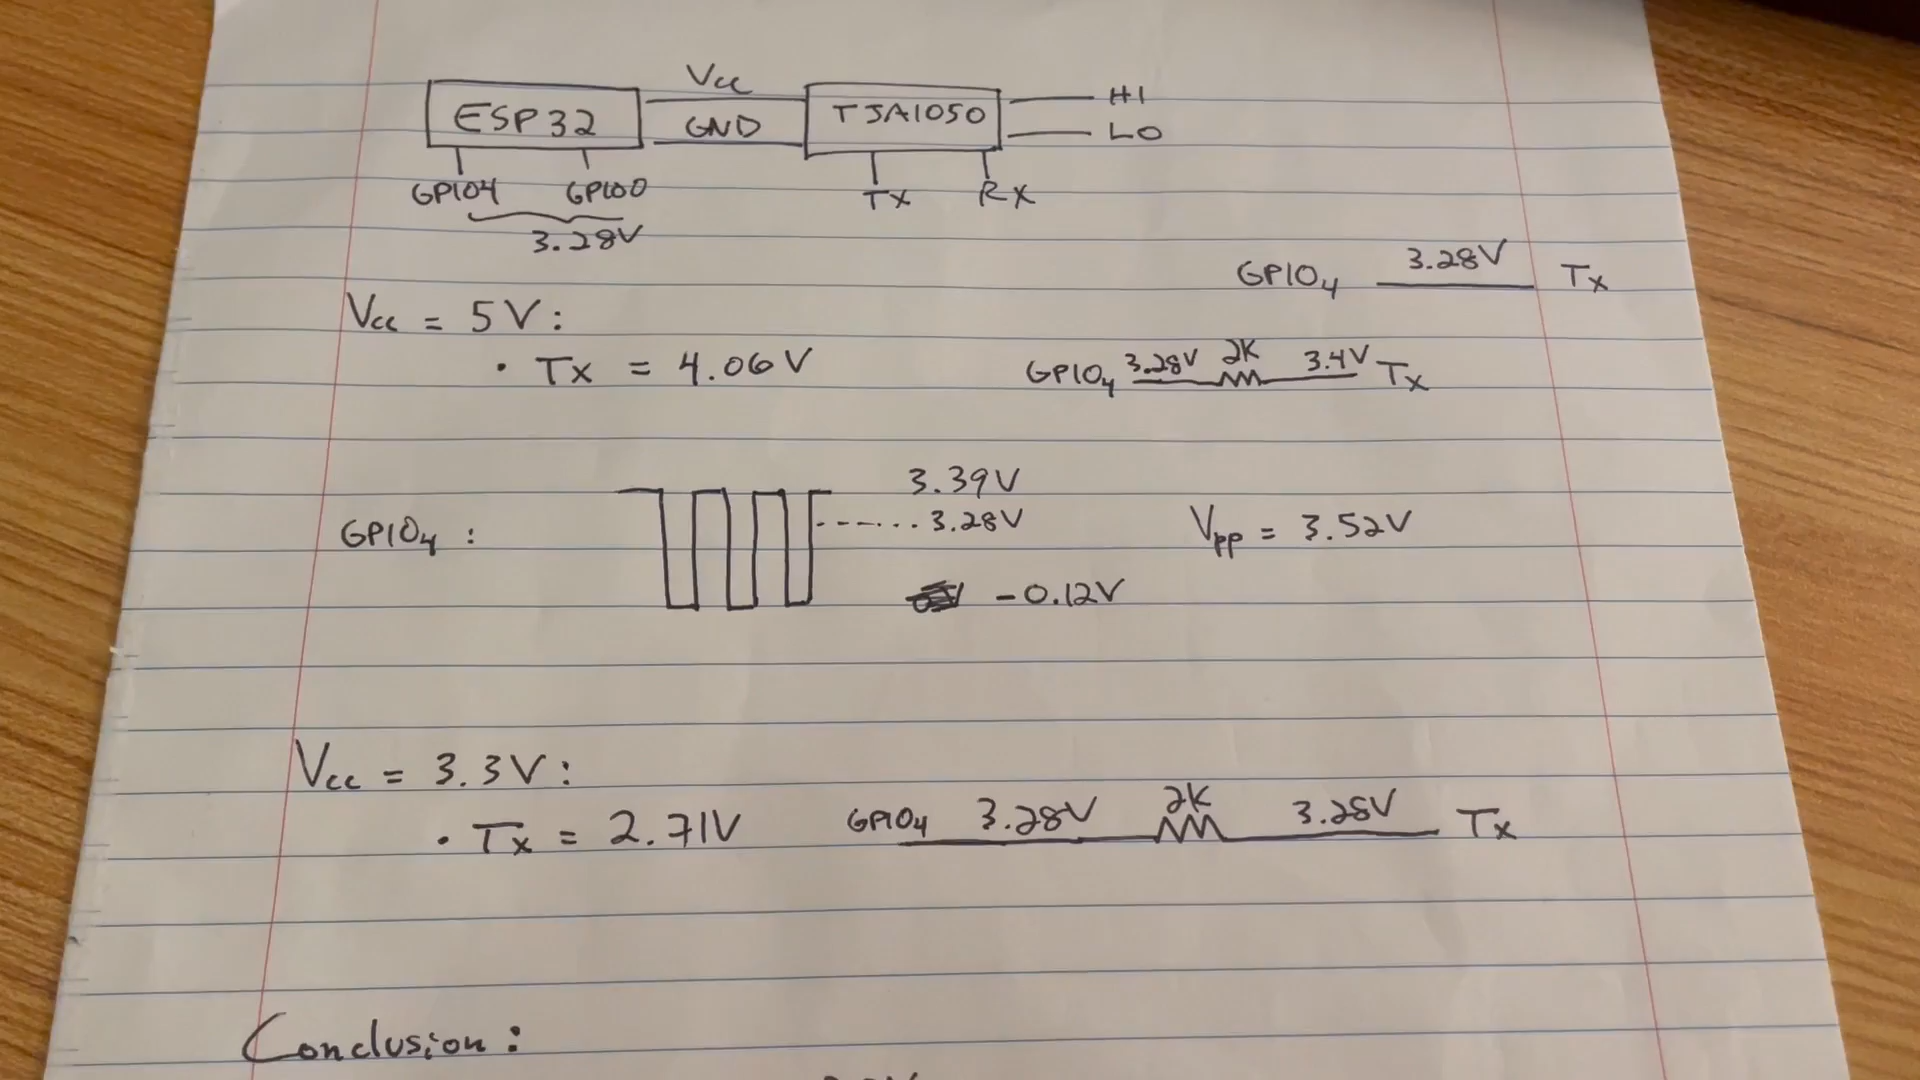 Vcc
ESP32 GND TJA1050 HI
LO
GPIO4 GPIO0 Tx Rx
3.28V
GPIO4 3.28V Tx
Vcc = 5V:
• Tx = 4.06V
GPIO4 3.28V 2K 3.4V Tx
3.39V
GPIO4 : 3.28V Vpp = 3.52V
-0.12V
Vcc = 3.3V:
• Tx = 2.71V GPIO4 3.28V 2K 3.28V Tx
Conclusion: